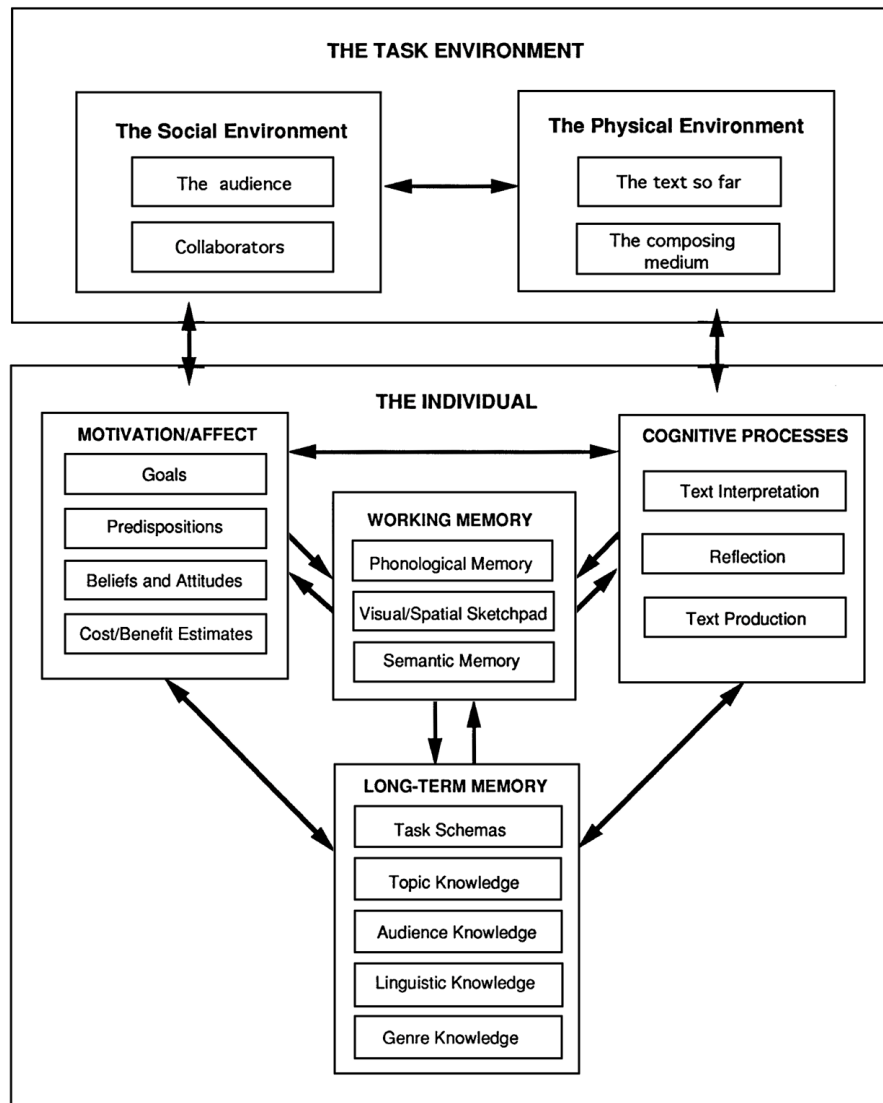 THE TASK ENVIRONMENT
The Social Environment
The audience
Collaborators
The Physical Environment
The text so far
The composing
medium
THE INDIVIDUAL
MOTIVATION/AFFECT
Goals
Predispositions
Beliefs and Attitudes
Cost/Benefit Estimates
WORKING MEMORY
Phonological Memory
Visual/Spatial Sketchpad
Semantic Memory
COGNITIVE PROCESSES
Text Interpretation
Reflection
Text Production
LONG-TERM MEMORY
Task Schemas
Topic Knowledge
Audience Knowledge
Linguistic Knowledge
Genre Knowledge